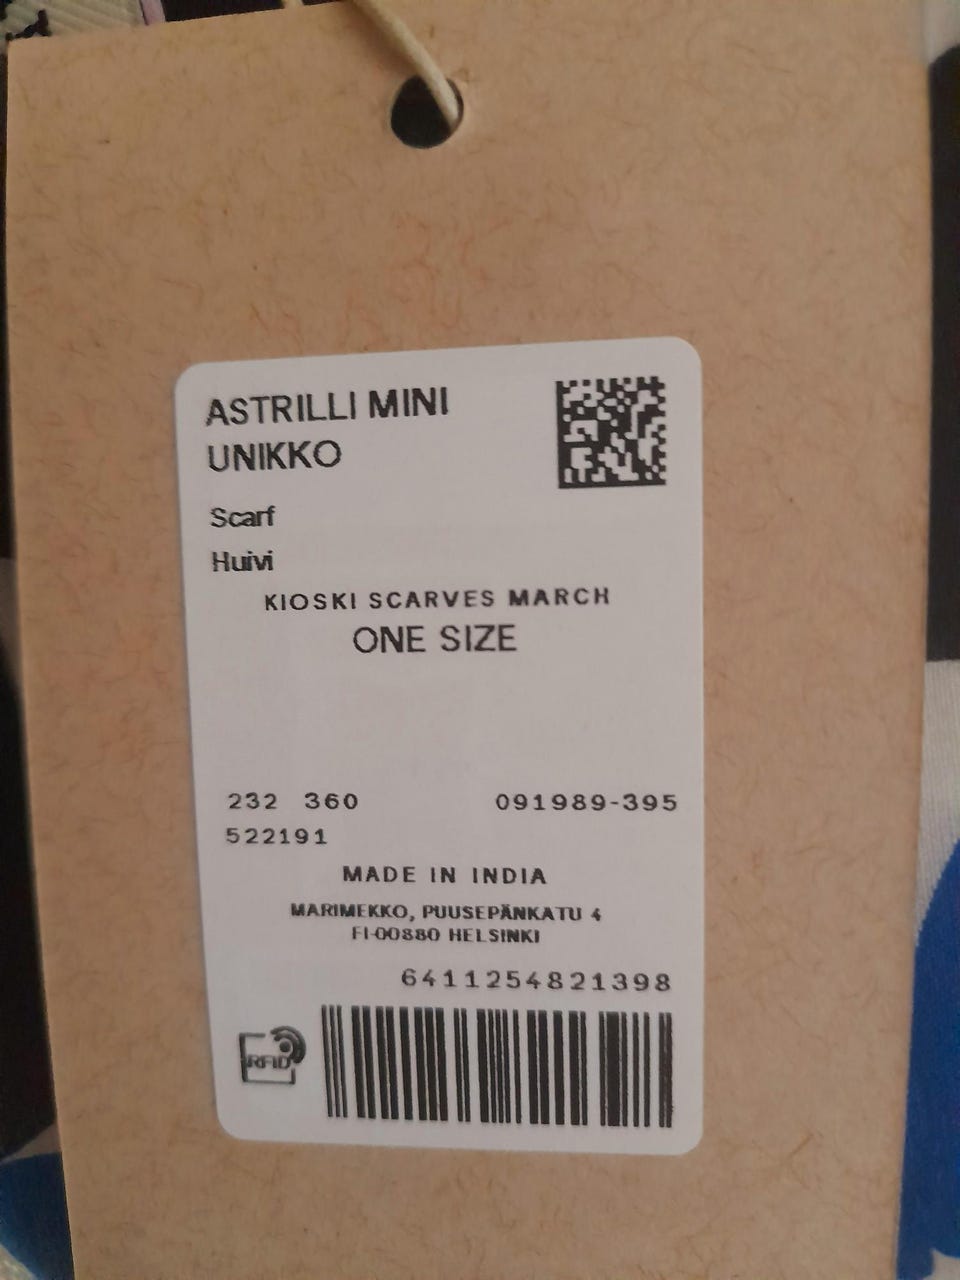 ASTRILLI MINI
UNIKKO
Scarf
Huivi
KIOSKI SCARVES MARCH
ONE SIZE
232 360 091989-395
522191
MADE IN INDIA
MARIMEKKO, PUUSEPÄNKATU 4
FI-00880 HELSINKI
6411254821398
RFID